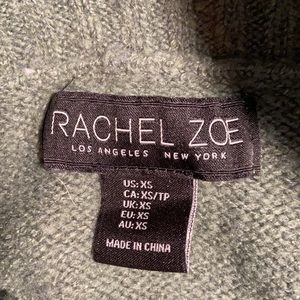 RACHEL ZOE
LOS ANGELES NEW YORK
US: XS
CA: XS/TP
UK: XS
EU: XS
AU: XS
MADE IN CHINA